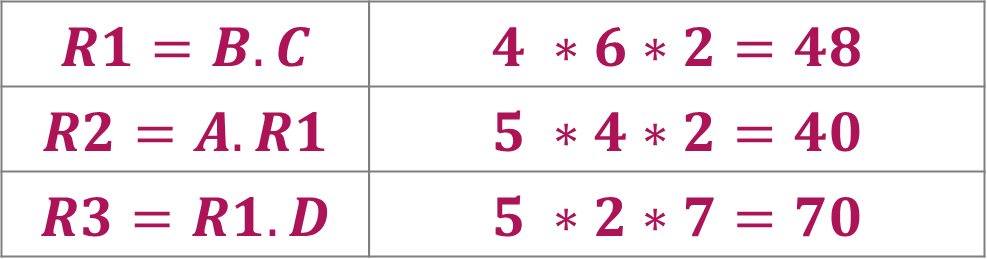 R1 = B.C 4 * 6 * 2 = 48
R2 = A.R1 5 * 4 * 2 = 40
R3 = R1.D 5 * 2 * 7 = 70